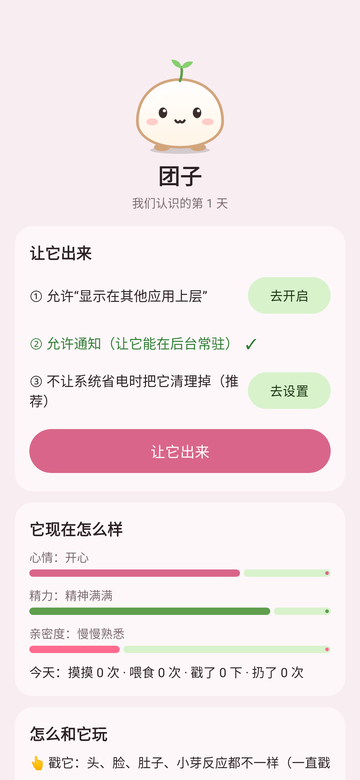 团子
我们认识的第 1 天
让它出来
① 允许“显示在其他应用上层”
去开启
② 允许通知（让它能在后台常驻） ✓
③ 不让系统省电时把它清理掉（推
荐）
去设置
让它出来
它现在怎么样
心情：开心
精力：精神满满
亲密度：慢慢熟悉
今天：摸摸 0 次 · 喂食 0 次 · 戳了 0 下 · 扔了 0 次
怎么和它玩
👆 戳它：头、脸、肚子、小芽反应都不一样（一直戳